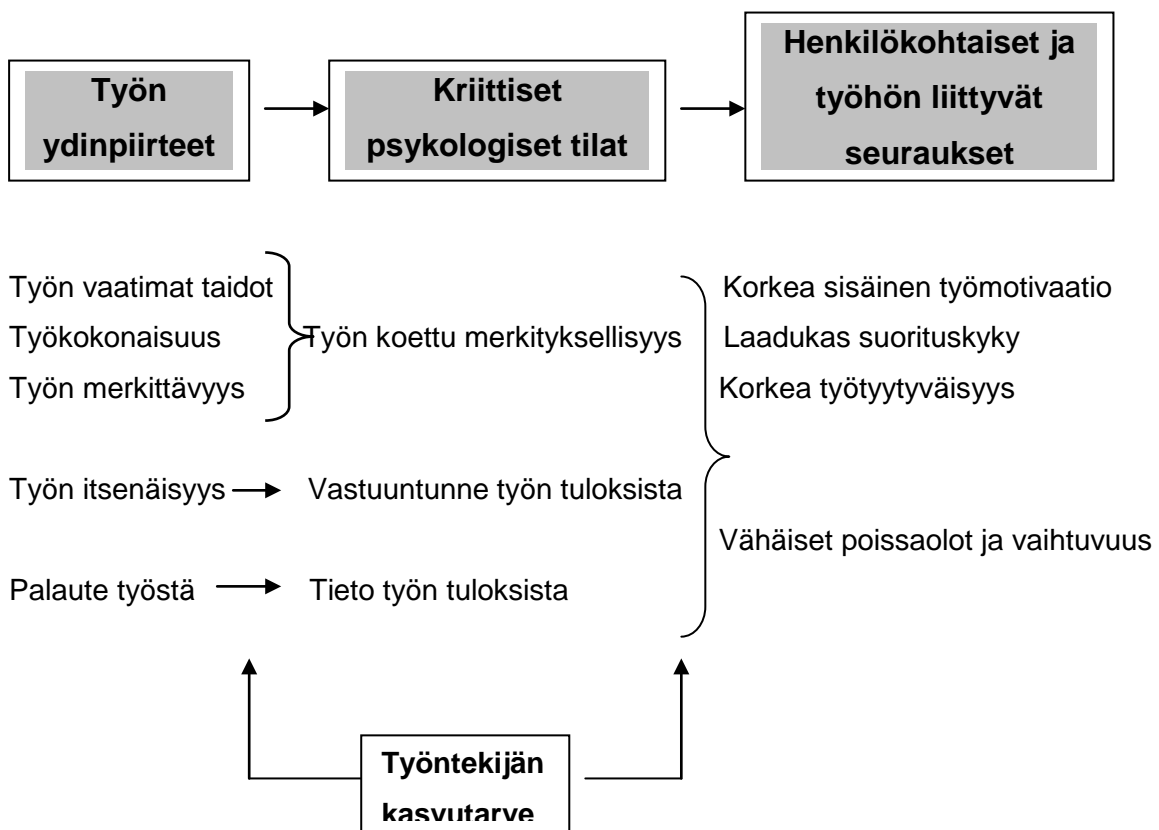 Työn
ydinpiirteet
Kriittiset
psykologiset tilat
Henkilökohtaiset ja
työhön liittyvät
seuraukset
Työn vaatimat taidot
Työkokonaisuus
Työn merkittävyys
Työn koettu merkityksellisyys
Korkea sisäinen työmotivaatio
Laadukas suorituskyky
Korkea työtyytyväisyys
Työn itsenäisyys
Vastuuntunne työn tuloksista
Vähäiset poissaolot ja vaihtuvuus
Palaute työstä
Tieto työn tuloksista
Työntekijän
kasvutarve